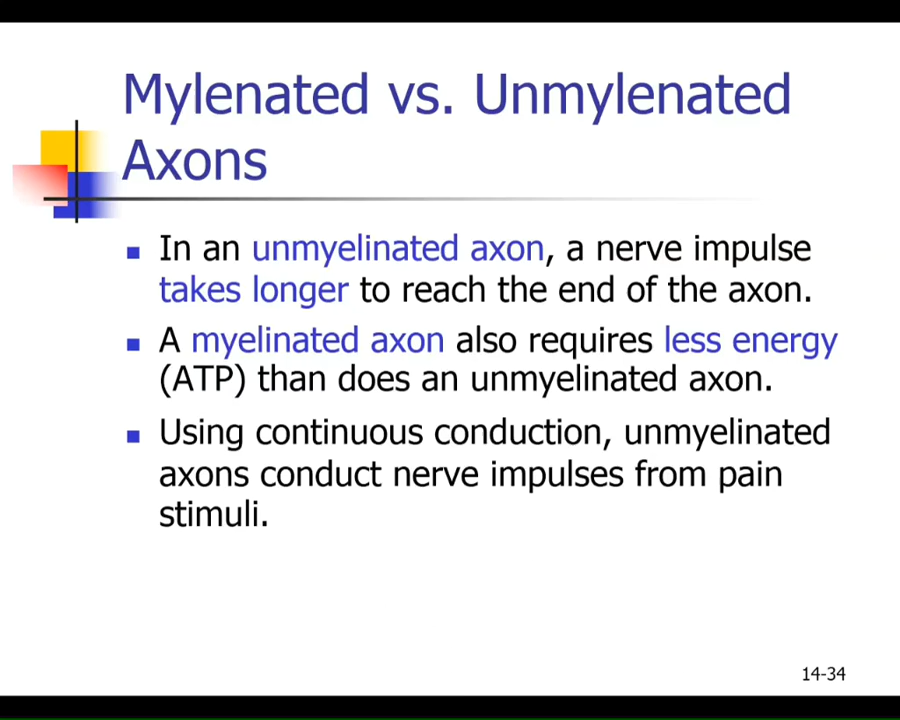 Mylenated vs. Unmylenated
Axons
In an unmyelinated axon, a nerve impulse
takes longer to reach the end of the axon.
A myelinated axon also requires less energy
(ATP) than does an unmyelinated axon.
Using continuous conduction, unmyelinated
axons conduct nerve impulses from pain
stimuli.
14-34